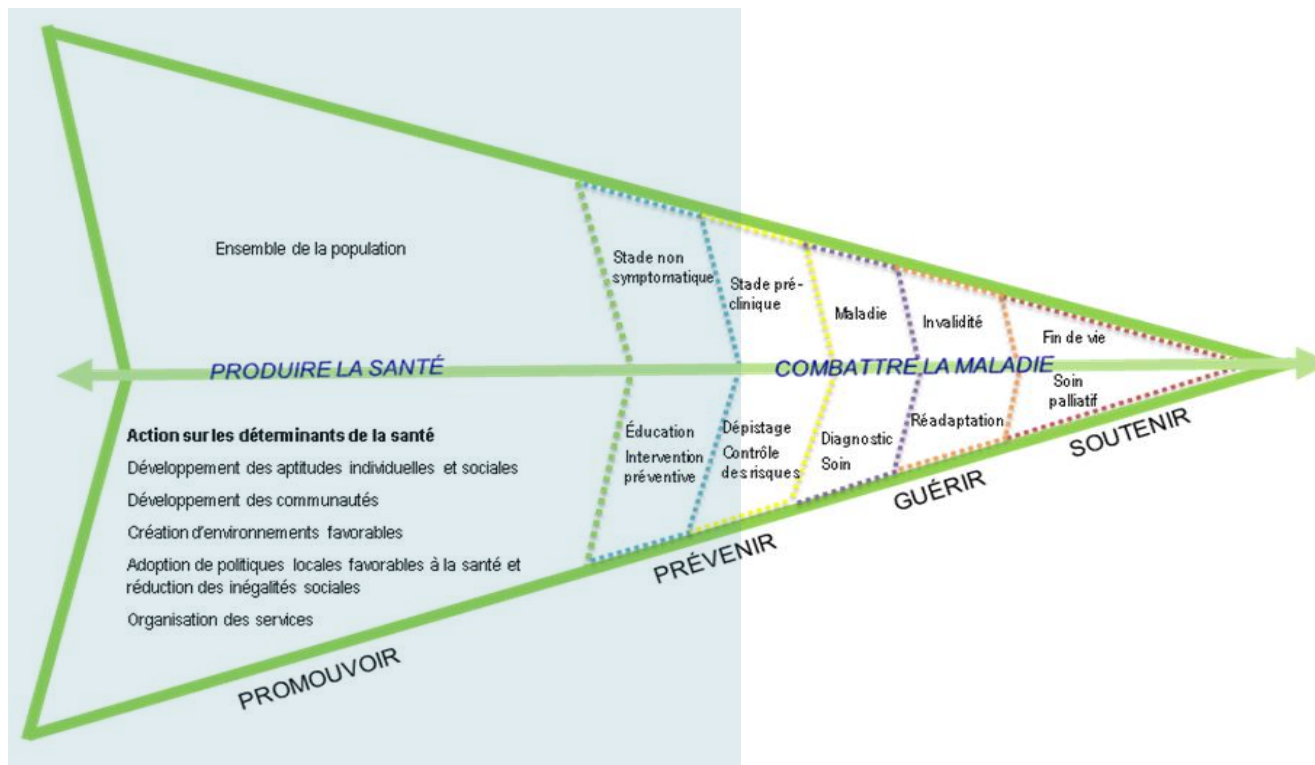 Ensemble de la population
Stade non
symptomatique
Stade pré-
clinique
Maladie
Invalidité
Fin de vie
PRODUIRE LA SANTÉ
COMBATTRE LA MALADIE
Action sur les déterminants de la santé
Développement des aptitudes individuelles et sociales
Développement des communautés
Création d'environnements favorables
Adoption de politiques locales favorables à la santé et
réduction des inégalités sociales
Organisation des services
Éducation
Intervention
préventive
Dépistage
Contrôle
des risques
Diagnostic
Soin
Réadaptation
Soin
palliatif
PROMOUVOIR
PRÉVENIR
GUÉRIR
SOUTENIR